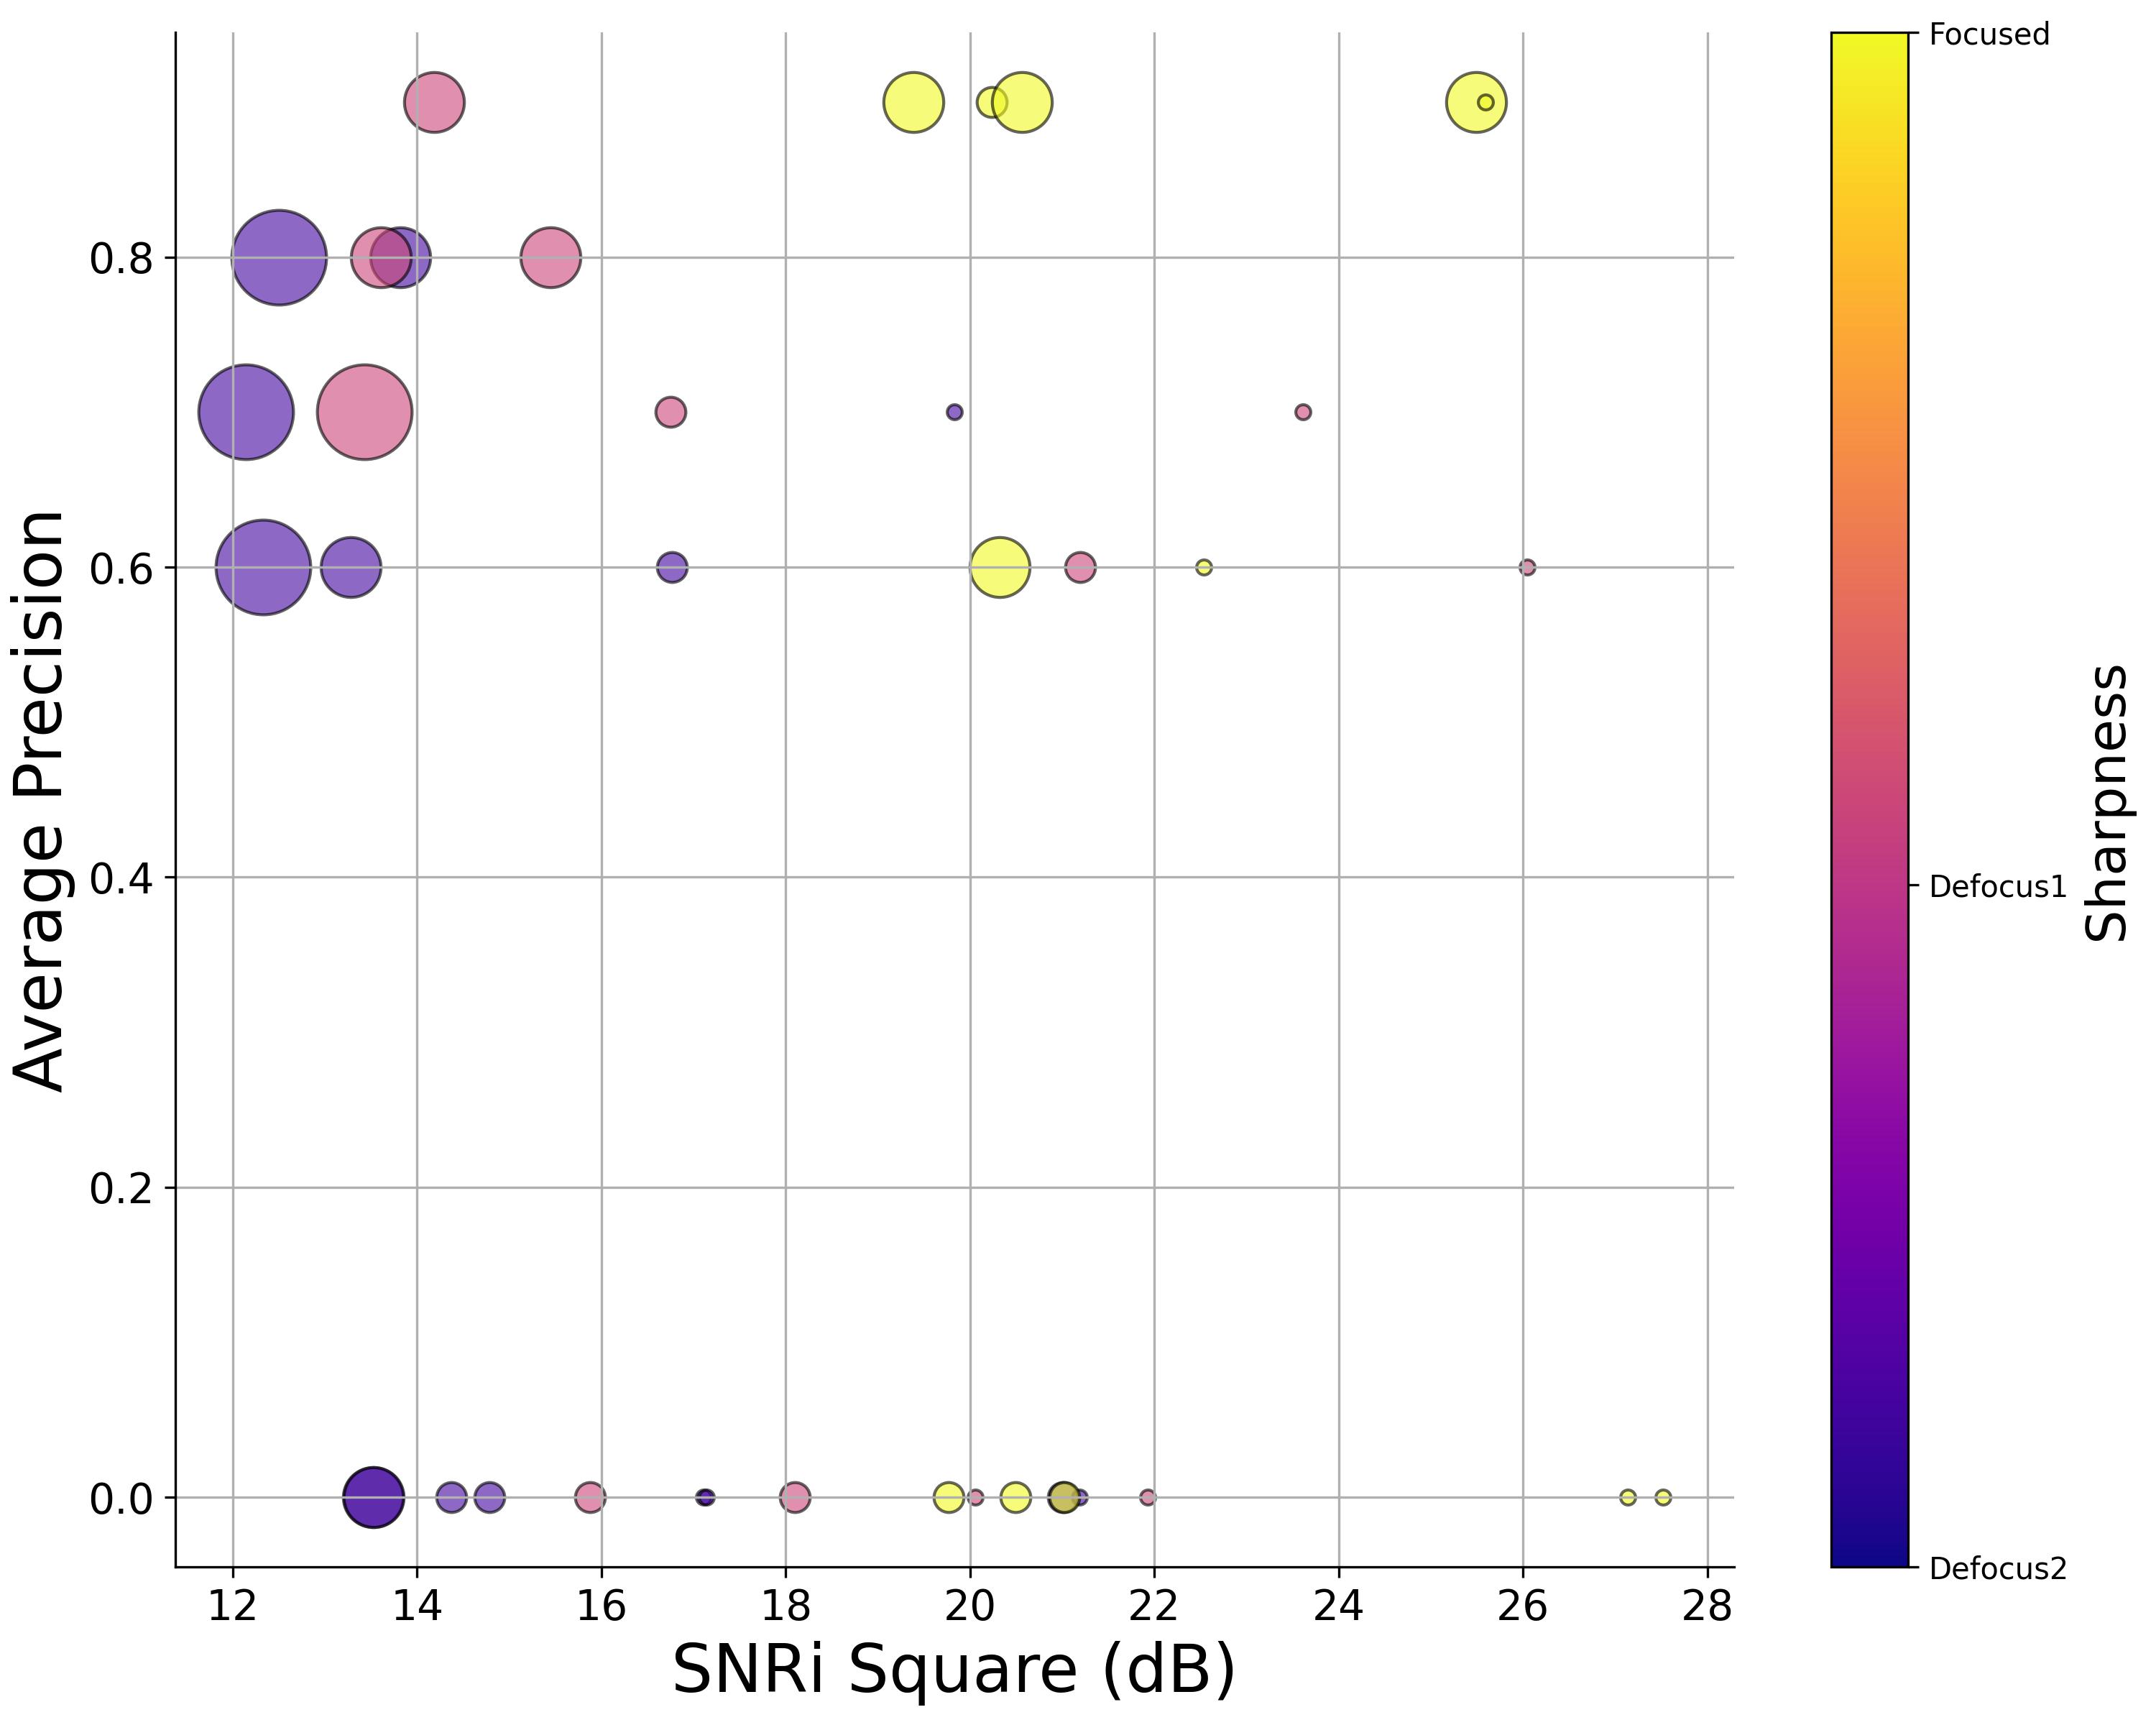 Average Precision
0.8
0.6
0.4
0.2
0.0
12 14 16 18 20 22 24 26 28
SNRi Square (dB)
Focused
Defocus1
Defocus2
Sharpness